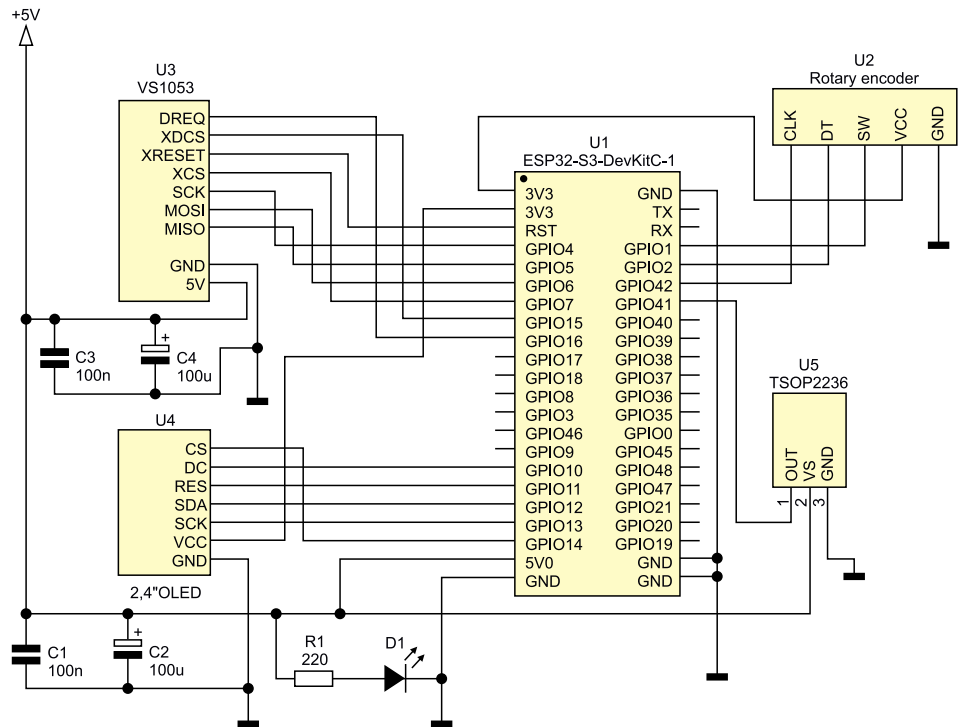 +5V
U3
VS1053
DREQ
XDCS
XRESET
XCS
SCK
MOSI
MISO
GND
5V
C3
100n
+
C4
100u
U4
CS
DC
RES
SDA
SCK
VCC
GND
2,4"OLED
C1
100n
+
C2
100u
R1
220
D1
U1
ESP32-S3-DevKitC-1
3V3
3V3
RST
GPIO4
GPIO5
GPIO6
GPIO7
GPIO15
GPIO16
GPIO17
GPIO18
GPIO8
GPIO3
GPIO46
GPIO9
GPIO10
GPIO11
GPIO12
GPIO13
GPIO14
5V0
GND
GND
TX
RX
GPIO1
GPIO2
GPIO42
GPIO41
GPIO40
GPIO39
GPIO38
GPIO37
GPIO36
GPIO35
GPIO0
GPIO45
GPIO48
GPIO47
GPIO21
GPIO20
GPIO19
GND
GND
U2
Rotary encoder
CLK
DT
SW
VCC
GND
U5
TSOP2236
OUT
VS
GND
1
2
3